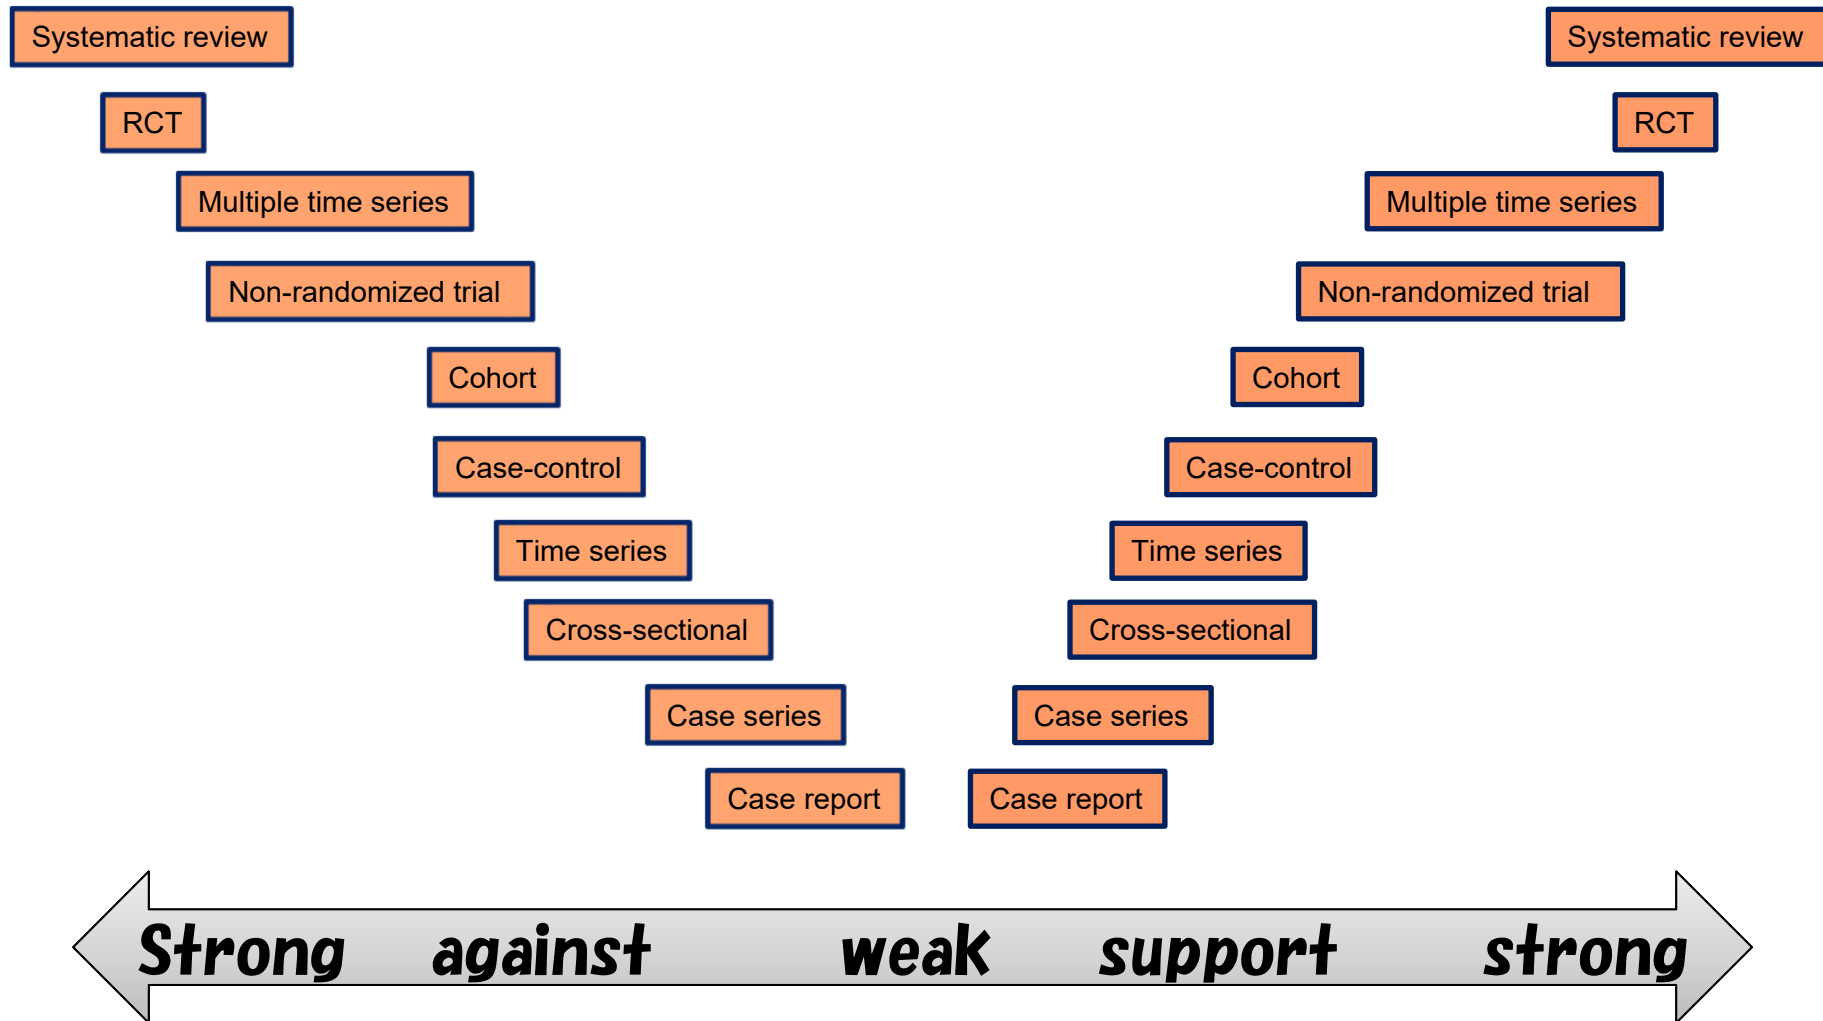 Systematic review
Systematic review
RCT
RCT
Multiple time series
Multiple time series
Non-randomized trial
Non-randomized trial
Cohort
Cohort
Case-control
Case-control
Time series
Time series
Cross-sectional
Cross-sectional
Case series
Case series
Case report
Case report
Strong against weak support strong